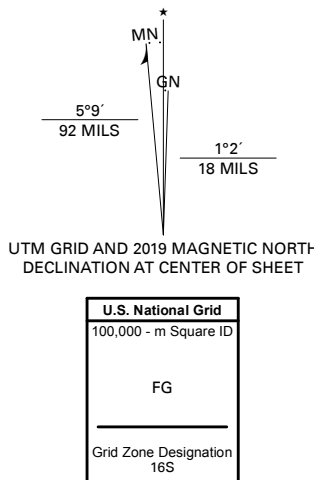 ★
MN
GN
5°9´
92 MILS
1°2´
18 MILS
UTM GRID AND 2019 MAGNETIC NORTH
DECLINATION AT CENTER OF SHEET
U.S. National Grid
100,000 - m Square ID
FG
Grid Zone Designation
16S